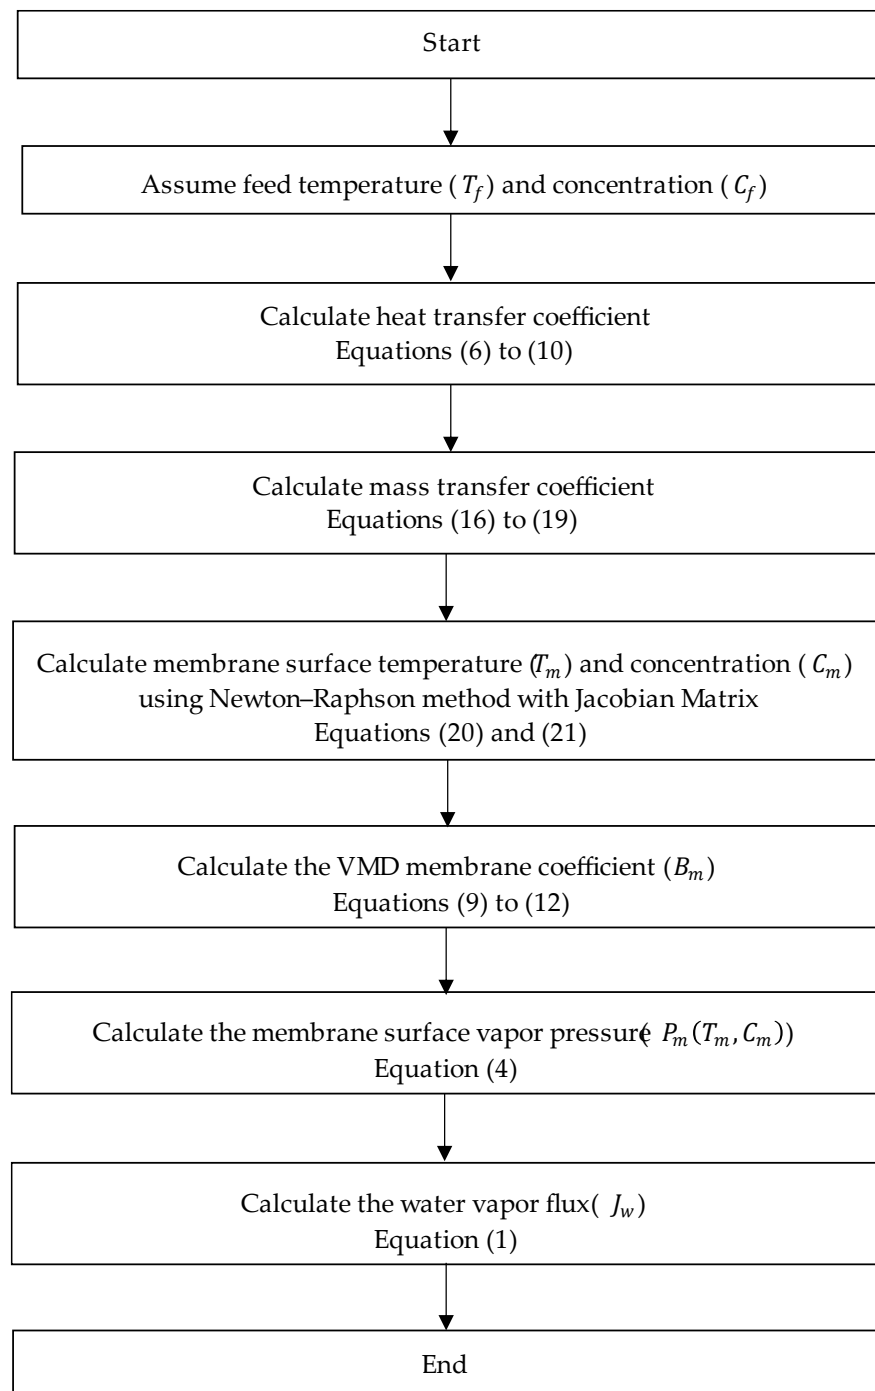 Start
Assume feed temperature ( T_f) and concentration ( C_f)
Calculate heat transfer coefficient
Equations (6) to (10)
Calculate mass transfer coefficient
Equations (16) to (19)
Calculate membrane surface temperature (T_m) and concentration ( C_m)
using Newton–Raphson method with Jacobian Matrix
Equations (20) and (21)
Calculate the VMD membrane coefficient (B_m)
Equations (9) to (12)
Calculate the membrane surface vapor pressure( P_m(T_m, C_m))
Equation (4)
Calculate the water vapor flux( J_w)
Equation (1)
End